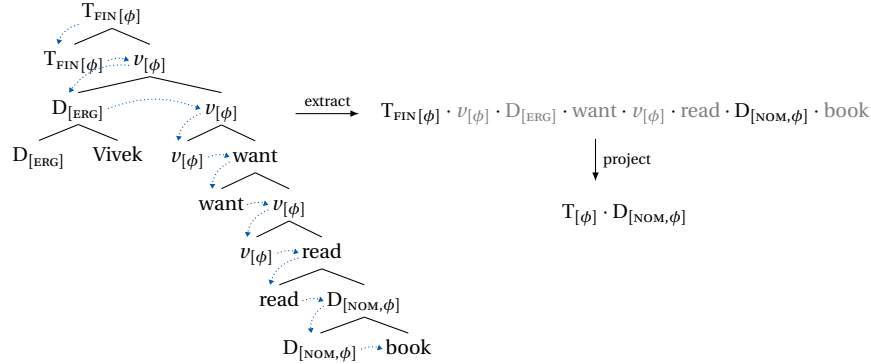 T_FIN[ϕ]
T_FIN[ϕ] v[ϕ]
D[ERG] v[ϕ]
D[ERG] Vivek v[ϕ] want
want v[ϕ]
v[ϕ] read
read D[NOM,ϕ]
D[NOM,ϕ] book
extract
T_FIN[ϕ] · v[ϕ] · D[ERG] · want · v[ϕ] · read · D[NOM,ϕ] · book
project
T[ϕ] · D[NOM,ϕ]